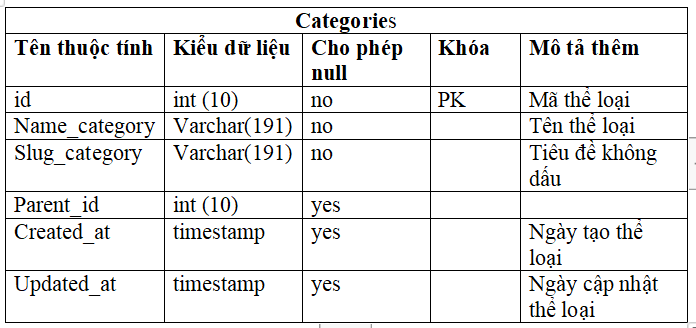 Categories
Tên thuộc tính Kiểu dữ liệu Cho phép null Khóa Mô tả thêm
id int (10) no PK Mã thể loại
Name_category Varchar(191) no Tên thể loại
Slug_category Varchar(191) no Tiêu đề không dấu
Parent_id int (10) yes
Created_at timestamp yes Ngày tạo thể loại
Updated_at timestamp yes Ngày cập nhật thể loại